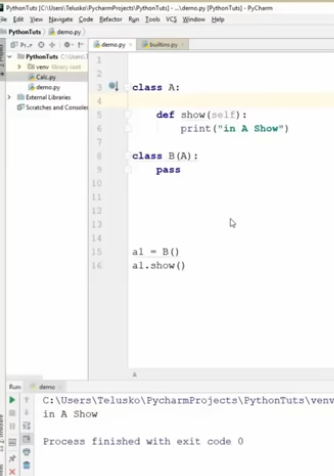 PythonTuts [C:\Users\Telusko\PycharmProjects\PythonTuts] - ...\demo.py - PyCharm
File Edit View Navigate Code Refactor Run Tools VCS Window Help
PythonTuts demo.py
demo.py builtins.py
PythonTuts C:\Users\T
venv library root
Calc.py
demo.py
External Libraries
Scratches and Consoles
1
2
3 class A:
4
5 def show(self):
6 print("in A Show")
7
8 class B(A):
9 pass
10
11
12
13
14
15 a1 = B()
16 a1.show()
A
Run demo
C:\Users\Telusko\PycharmProjects\PythonTuts\venv
in A Show
Process finished with exit code 0